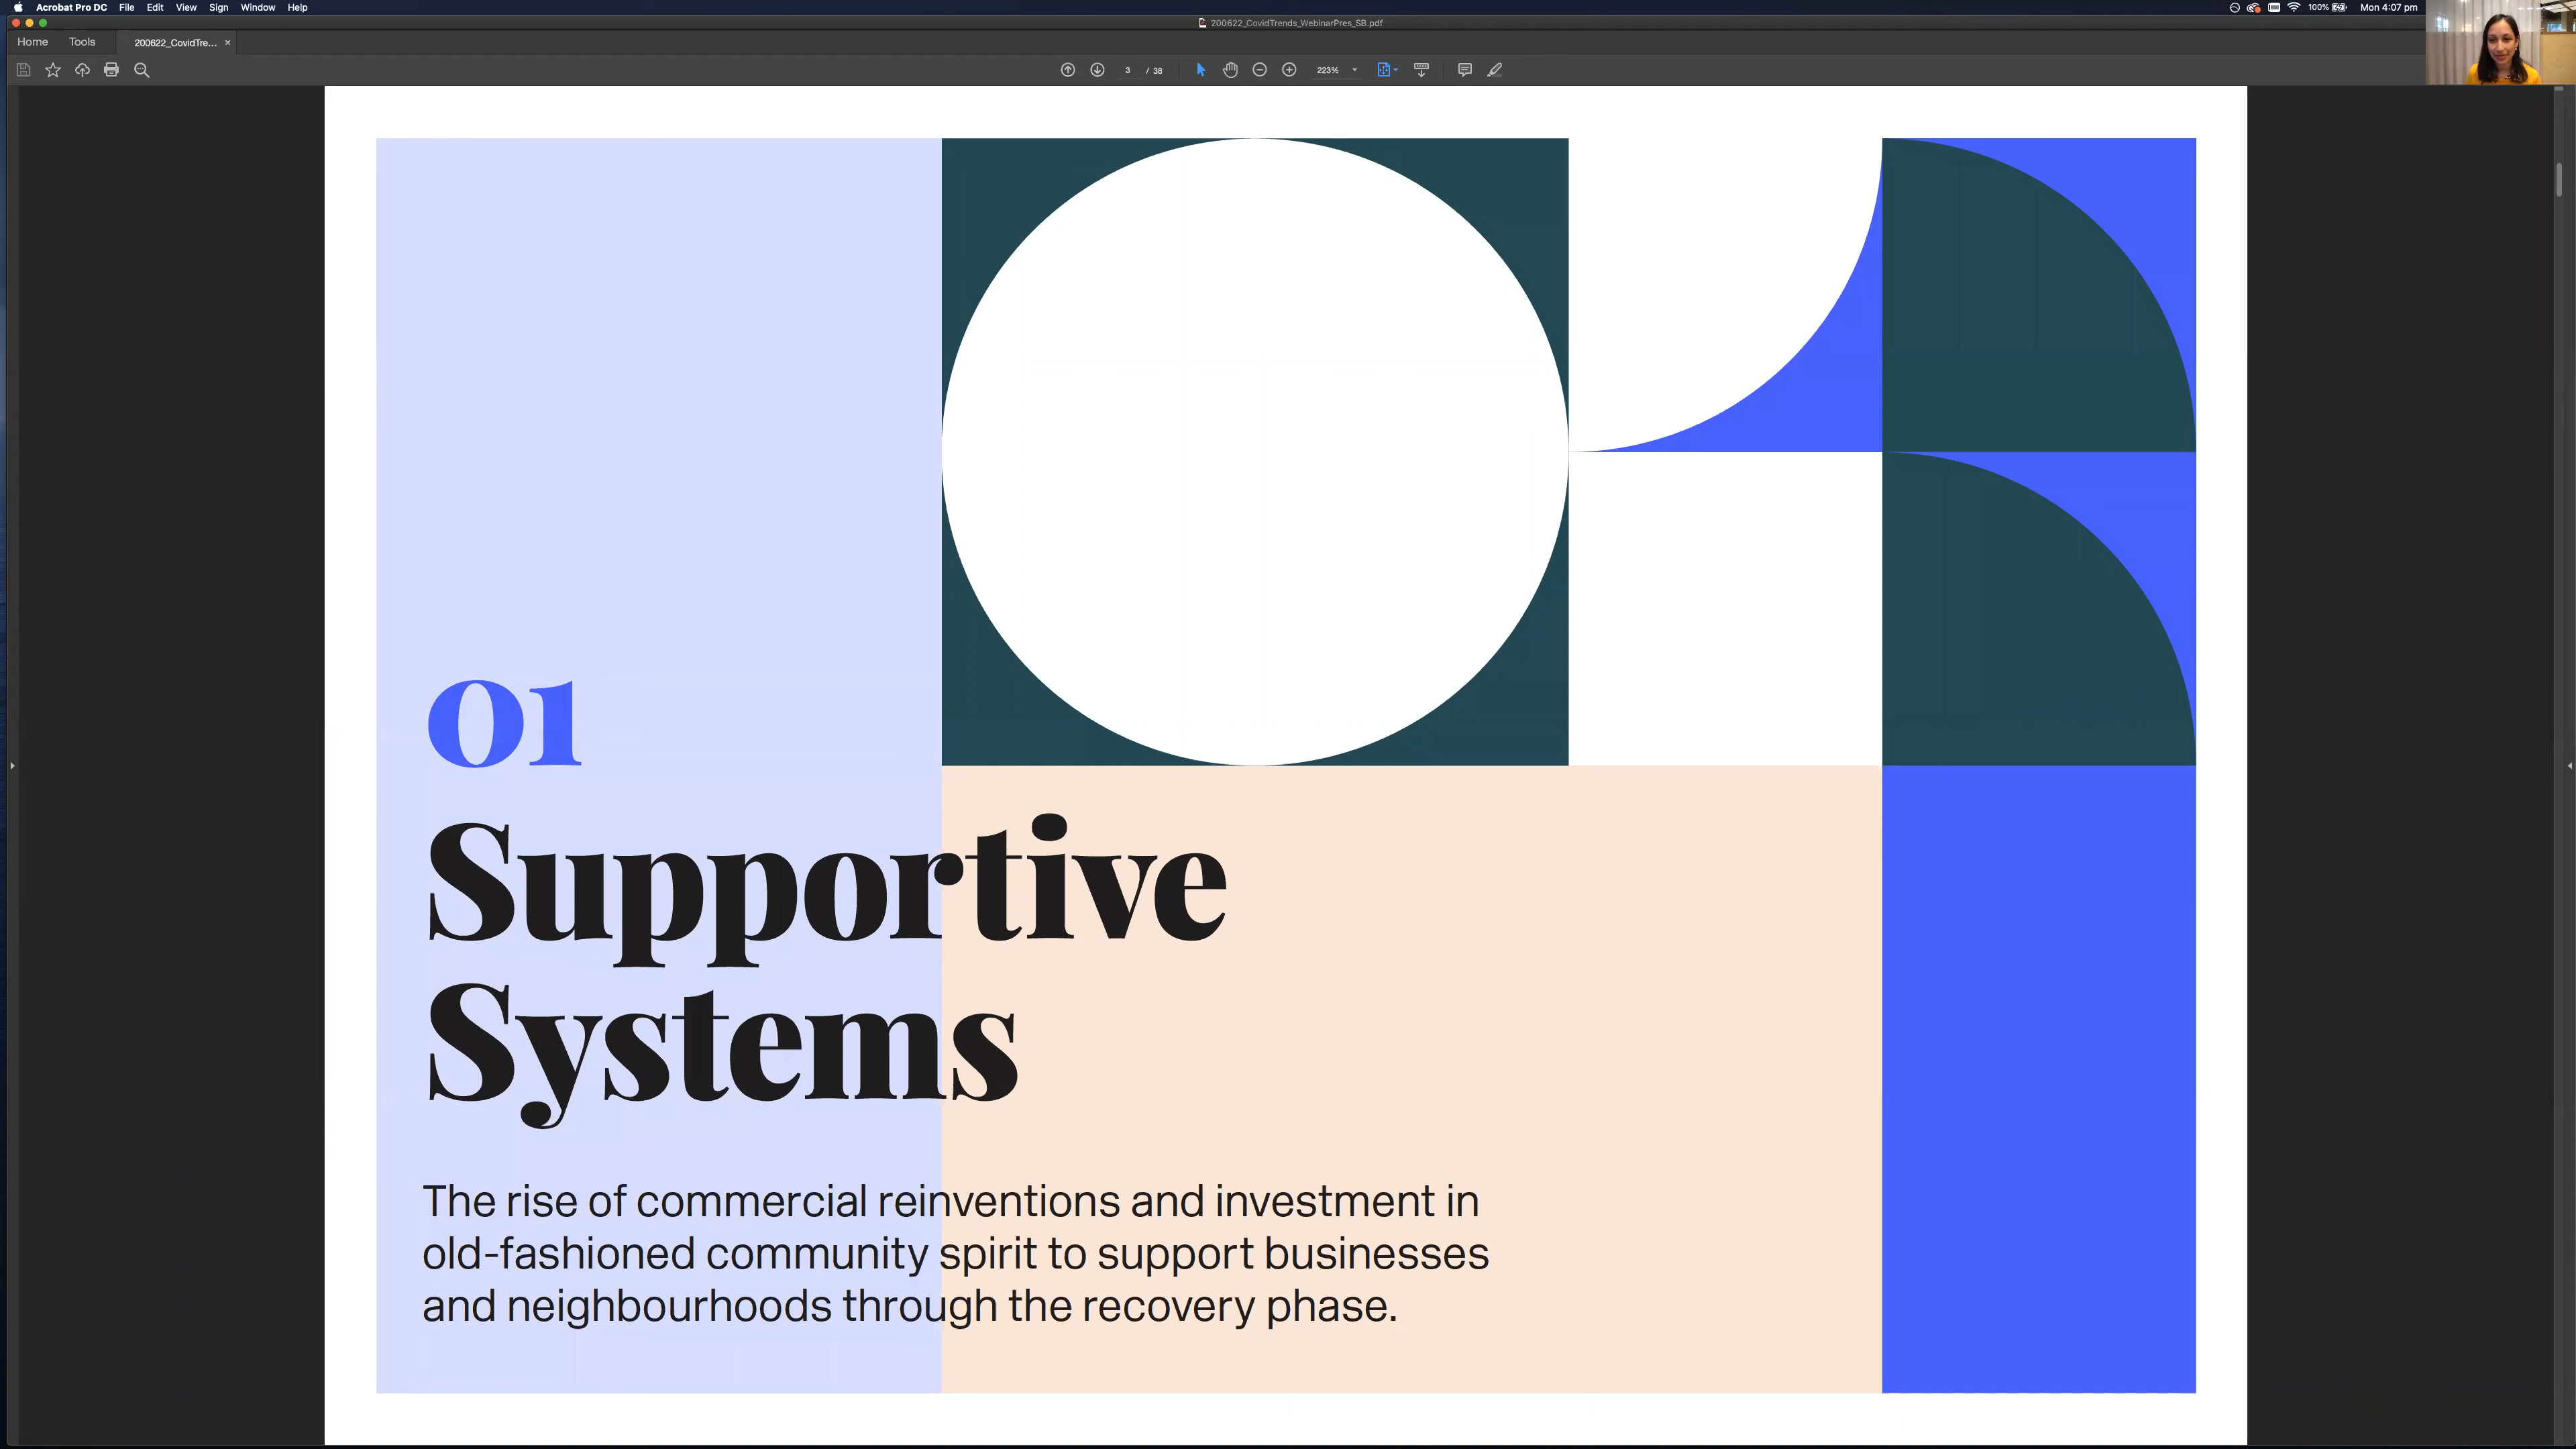 Acrobat Pro DC File Edit View Sign Window Help
100% Mon 4:07 pm
200622_CovidTrends_WebinarPres_SB.pdf
Home Tools 200622_CovidTre... ×
3 / 38 223%
01
Supportive
Systems
The rise of commercial reinventions and investment in
old-fashioned community spirit to support businesses
and neighbourhoods through the recovery phase.